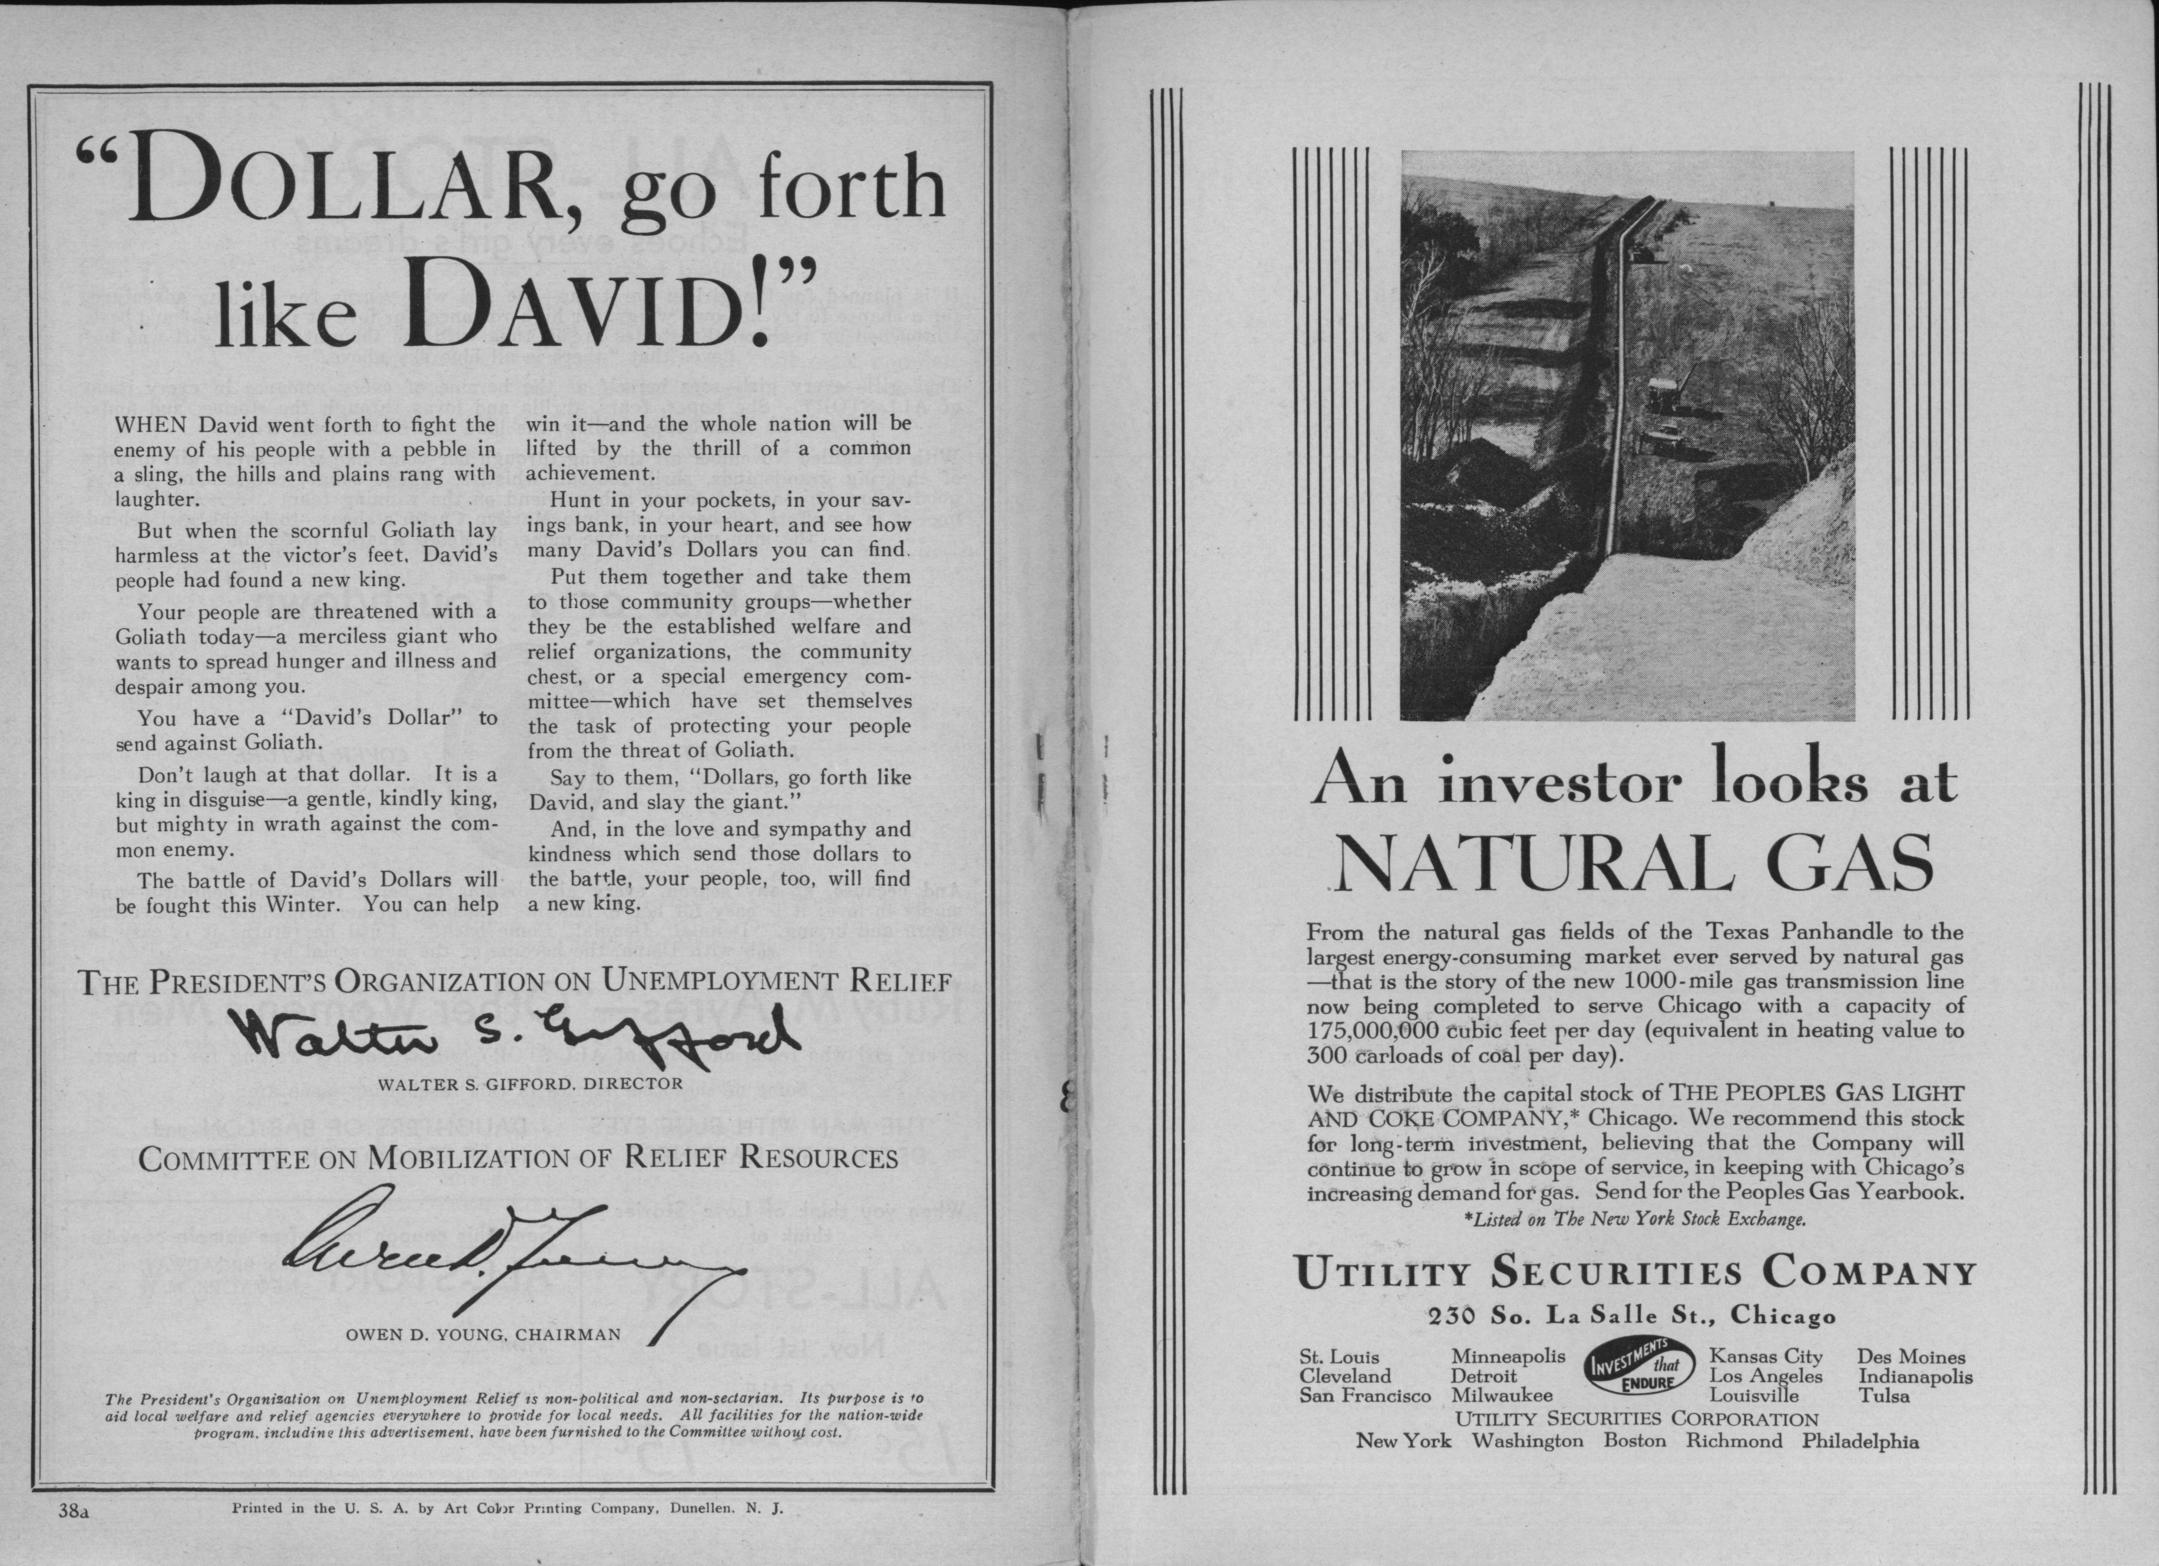 “DOLLAR, go forth
like DAVID!”
WHEN David went forth to fight the
enemy of his people with a pebble in
a sling, the hills and plains rang with
laughter.
But when the scornful Goliath lay
harmless at the victor's feet, David's
people had found a new king.
Your people are threatened with a
Goliath today—a merciless giant who
wants to spread hunger and illness and
despair among you.
You have a “David's Dollar” to
send against Goliath.
Don't laugh at that dollar. It is a
king in disguise—a gentle, kindly king,
but mighty in wrath against the com-
mon enemy.
The battle of David's Dollars will
be fought this Winter. You can help
win it—and the whole nation will be
lifted by the thrill of a common
achievement.
Hunt in your pockets, in your sav-
ings bank, in your heart, and see how
many David's Dollars you can find.
Put them together and take them
to those community groups—whether
they be the established welfare and
relief organizations, the community
chest, or a special emergency com-
mittee—which have set themselves
the task of protecting your people
from the threat of Goliath.
Say to them, “Dollars, go forth like
David, and slay the giant.”
And, in the love and sympathy and
kindness which send those dollars to
the battle, your people, too, will find
a new king.
THE PRESIDENT'S ORGANIZATION ON UNEMPLOYMENT RELIEF
Walter S. Gifford
WALTER S. GIFFORD, DIRECTOR
COMMITTEE ON MOBILIZATION OF RELIEF RESOURCES
Owen D. Young
OWEN D. YOUNG, CHAIRMAN
The President's Organization on Unemployment Relief is non-political and non-sectarian. Its purpose is to
aid local welfare and relief agencies everywhere to provide for local needs. All facilities for the nation-wide
program, including this advertisement, have been furnished to the Committee without cost.
38a
Printed in the U. S. A. by Art Color Printing Company, Dunellen, N. J.
An investor looks at
NATURAL GAS
From the natural gas fields of the Texas Panhandle to the
largest energy-consuming market ever served by natural gas
—that is the story of the new 1000-mile gas transmission line
now being completed to serve Chicago with a capacity of
175,000,000 cubic feet per day (equivalent in heating value to
300 carloads of coal per day).
We distribute the capital stock of THE PEOPLES GAS LIGHT
AND COKE COMPANY,* Chicago. We recommend this stock
for long-term investment, believing that the Company will
continue to grow in scope of service, in keeping with Chicago's
increasing demand for gas. Send for the Peoples Gas Yearbook.
*Listed on The New York Stock Exchange.
UTILITY SECURITIES COMPANY
230 So. La Salle St., Chicago
St. Louis Minneapolis Kansas City Des Moines
Cleveland Detroit Los Angeles Indianapolis
San Francisco Milwaukee Louisville Tulsa
INVESTMENTS
that
ENDURE
UTILITY SECURITIES CORPORATION
New York Washington Boston Richmond Philadelphia